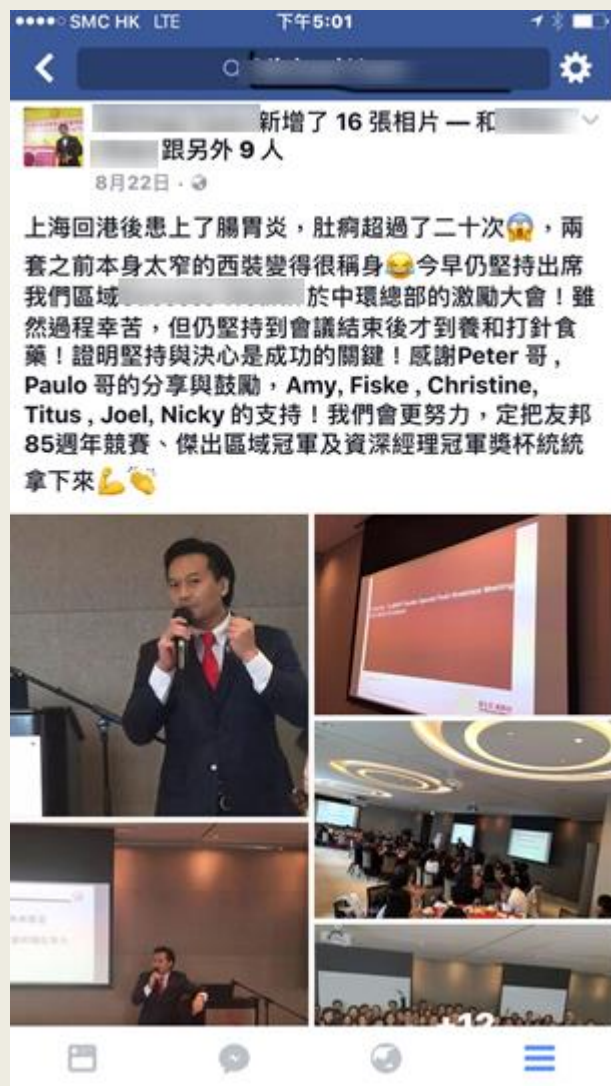 SMC HK LTE 下午5:01
新增了 16 張相片 — 和
跟另外 9 人
8月22日 ·
上海回港後患上了腸胃炎，肚痾超過了二十次😱，兩
套之前本身太窄的西裝變得很稱身😂今早仍堅持出席
我們區域 於中環總部的激勵大會！雖
然過程幸苦，但仍堅持到會議結束後才到養和打針食
藥！證明堅持與決心是成功的關鍵！感謝Peter 哥 ,
Paulo 哥的分享與鼓勵，Amy, Fiske , Christine,
Titus , Joel, Nicky 的支持！我們會更努力，定把友邦
85週年競賽、傑出區域冠軍及資深經理冠軍獎杯統統
拿下來💪👏
+12